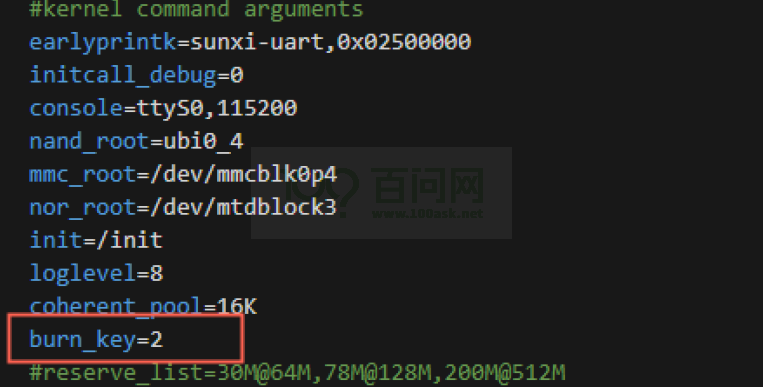 #kernel command arguments
earlyprintk=sunxi-uart,0x02500000
initcall_debug=0
console=ttyS0,115200
nand_root=ubi0_4
mmc_root=/dev/mmcblk0p4
nor_root=/dev/mtdblock3
init=/init
loglevel=8
coherent_pool=16K
burn_key=2
#reserve_list=30M@64M,78M@128M,200M@512M
百问网
www.100ask.net